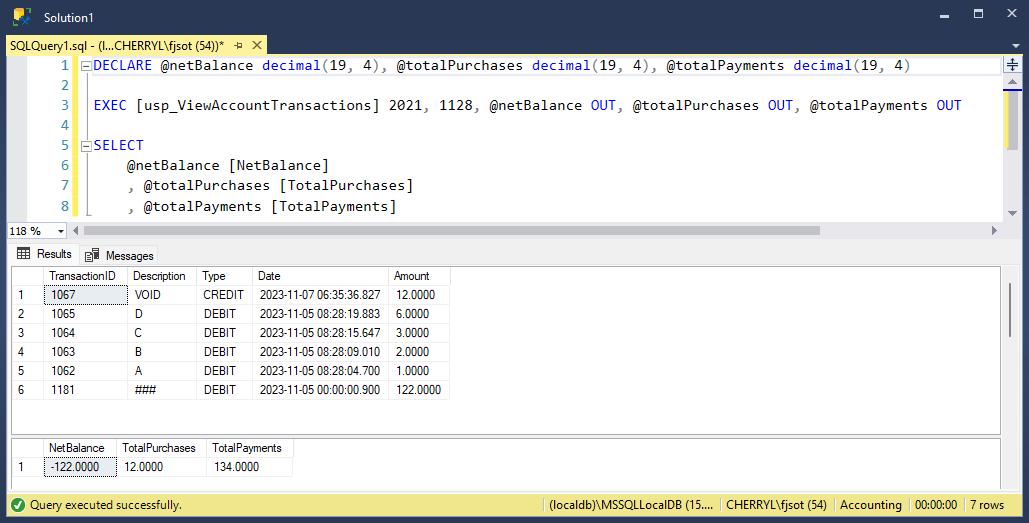 Solution1
SQLQuery1.sql - (l...CHERRYL\fjsot (54))*
1 DECLARE @netBalance decimal(19, 4), @totalPurchases decimal(19, 4), @totalPayments decimal(19, 4)
2
3 EXEC [usp_ViewAccountTransactions] 2021, 1128, @netBalance OUT, @totalPurchases OUT, @totalPayments OUT
4
5 SELECT
6 @netBalance [NetBalance]
7 , @totalPurchases [TotalPurchases]
8 , @totalPayments [TotalPayments]
118 %
Results Messages
TransactionID Description Type Date Amount
1 1067 VOID CREDIT 2023-11-07 06:35:36.827 12.0000
2 1065 D DEBIT 2023-11-05 08:28:19.883 6.0000
3 1064 C DEBIT 2023-11-05 08:28:15.647 3.0000
4 1063 B DEBIT 2023-11-05 08:28:09.010 2.0000
5 1062 A DEBIT 2023-11-05 08:28:04.700 1.0000
6 1181 ### DEBIT 2023-11-05 00:00:00.900 122.0000
NetBalance TotalPurchases TotalPayments
1 -122.0000 12.0000 134.0000
Query executed successfully. (localdb)\MSSQLLocalDB (15.... CHERRYL\fjsot (54) Accounting 00:00:00 7 rows